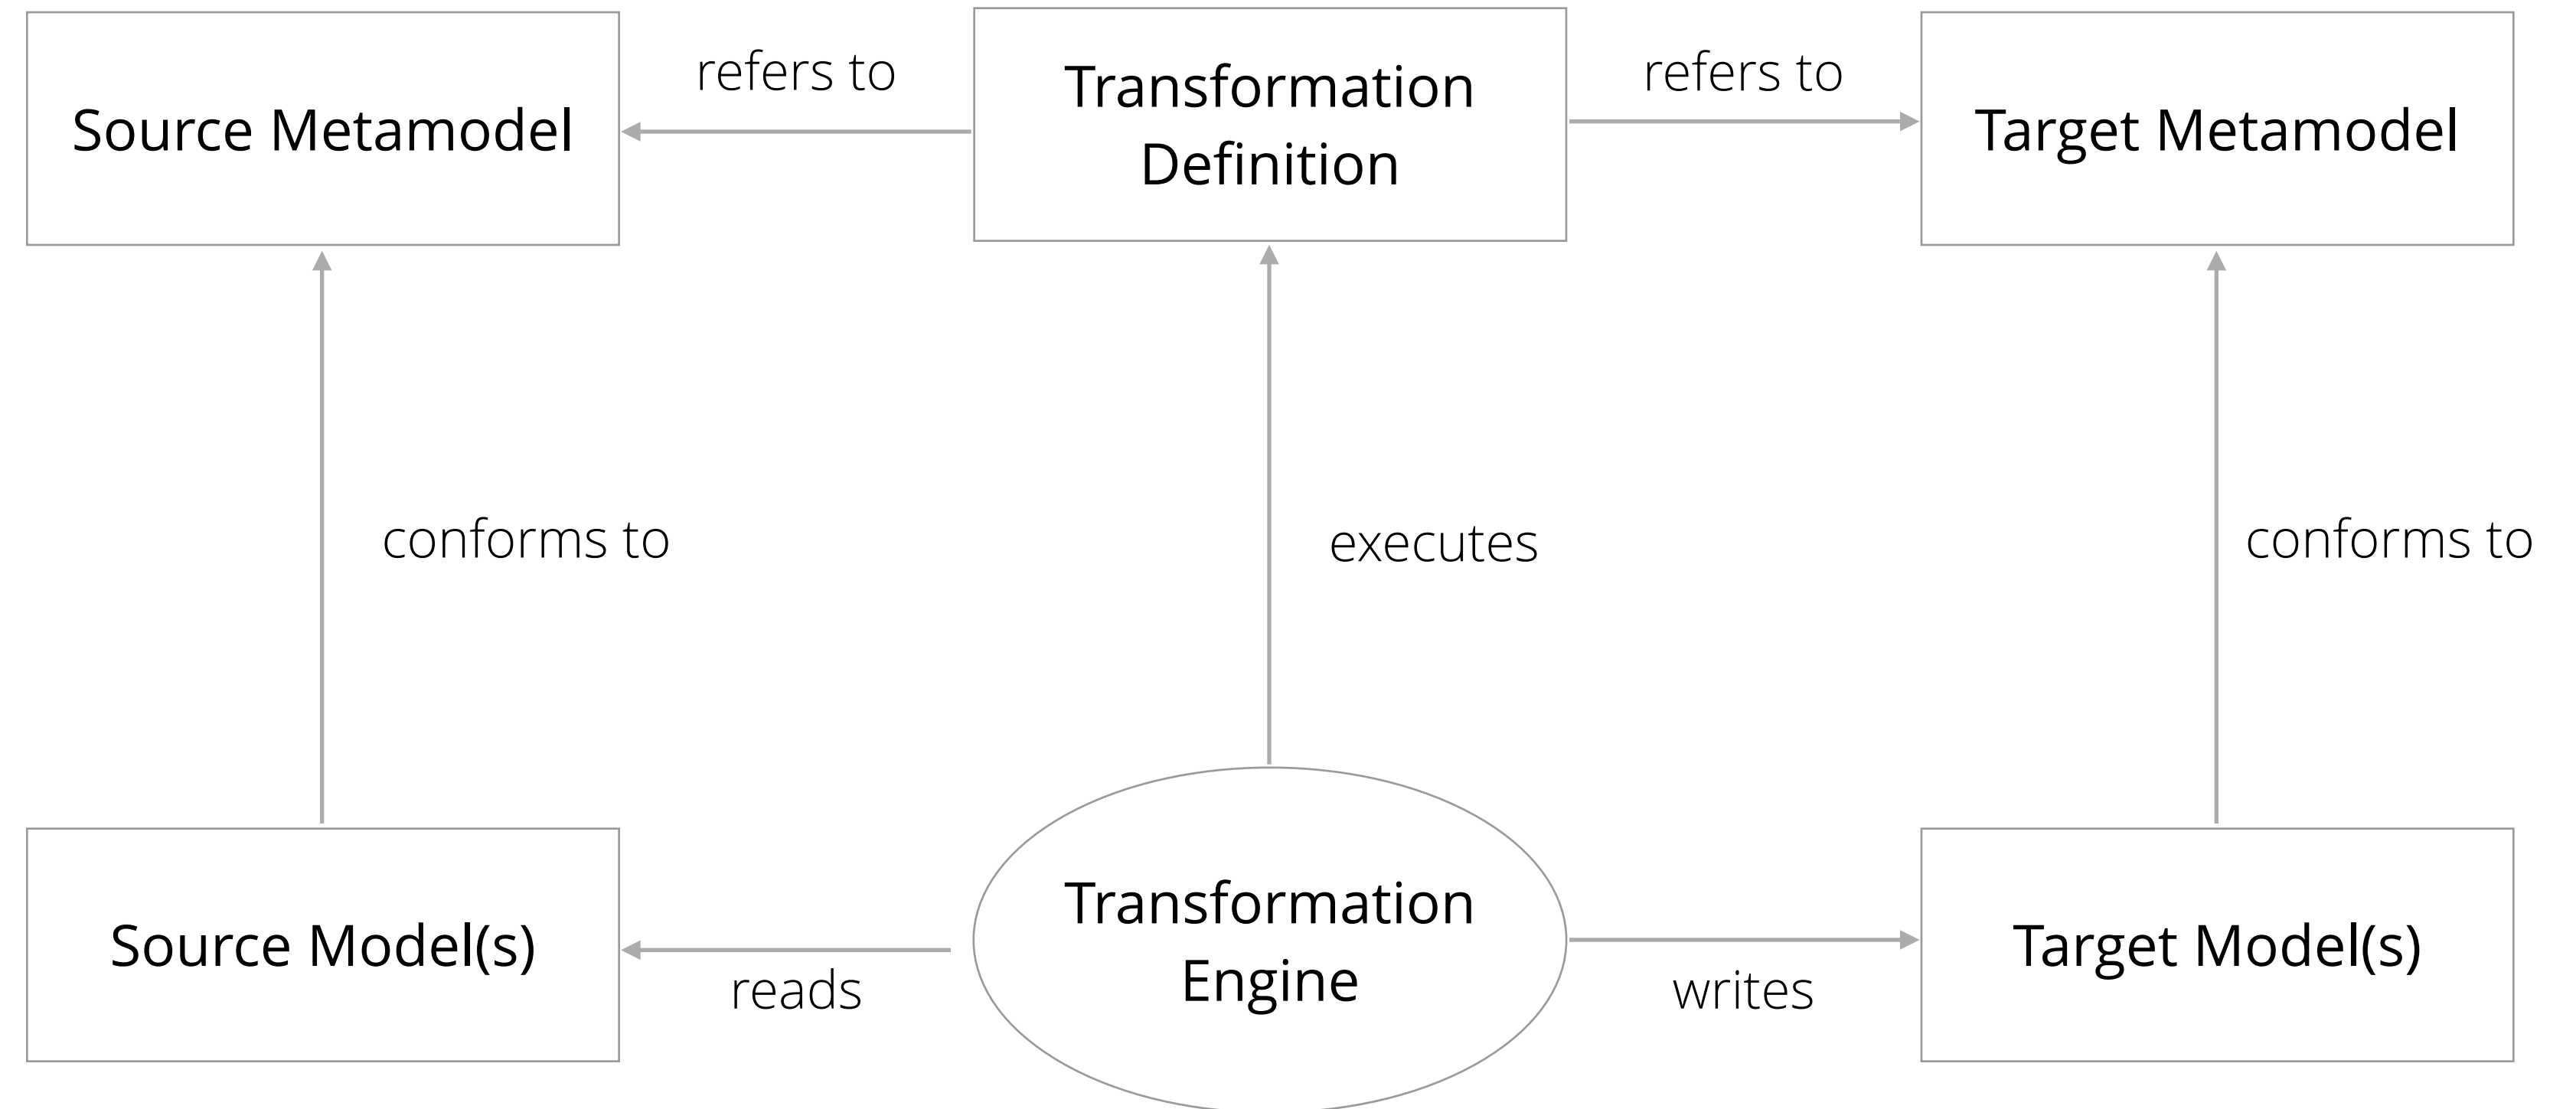 refers to
Transformation
Definition
refers to
Source Metamodel
Target Metamodel
conforms to
executes
conforms to
Source Model(s)
Transformation
Engine
Target Model(s)
reads
writes